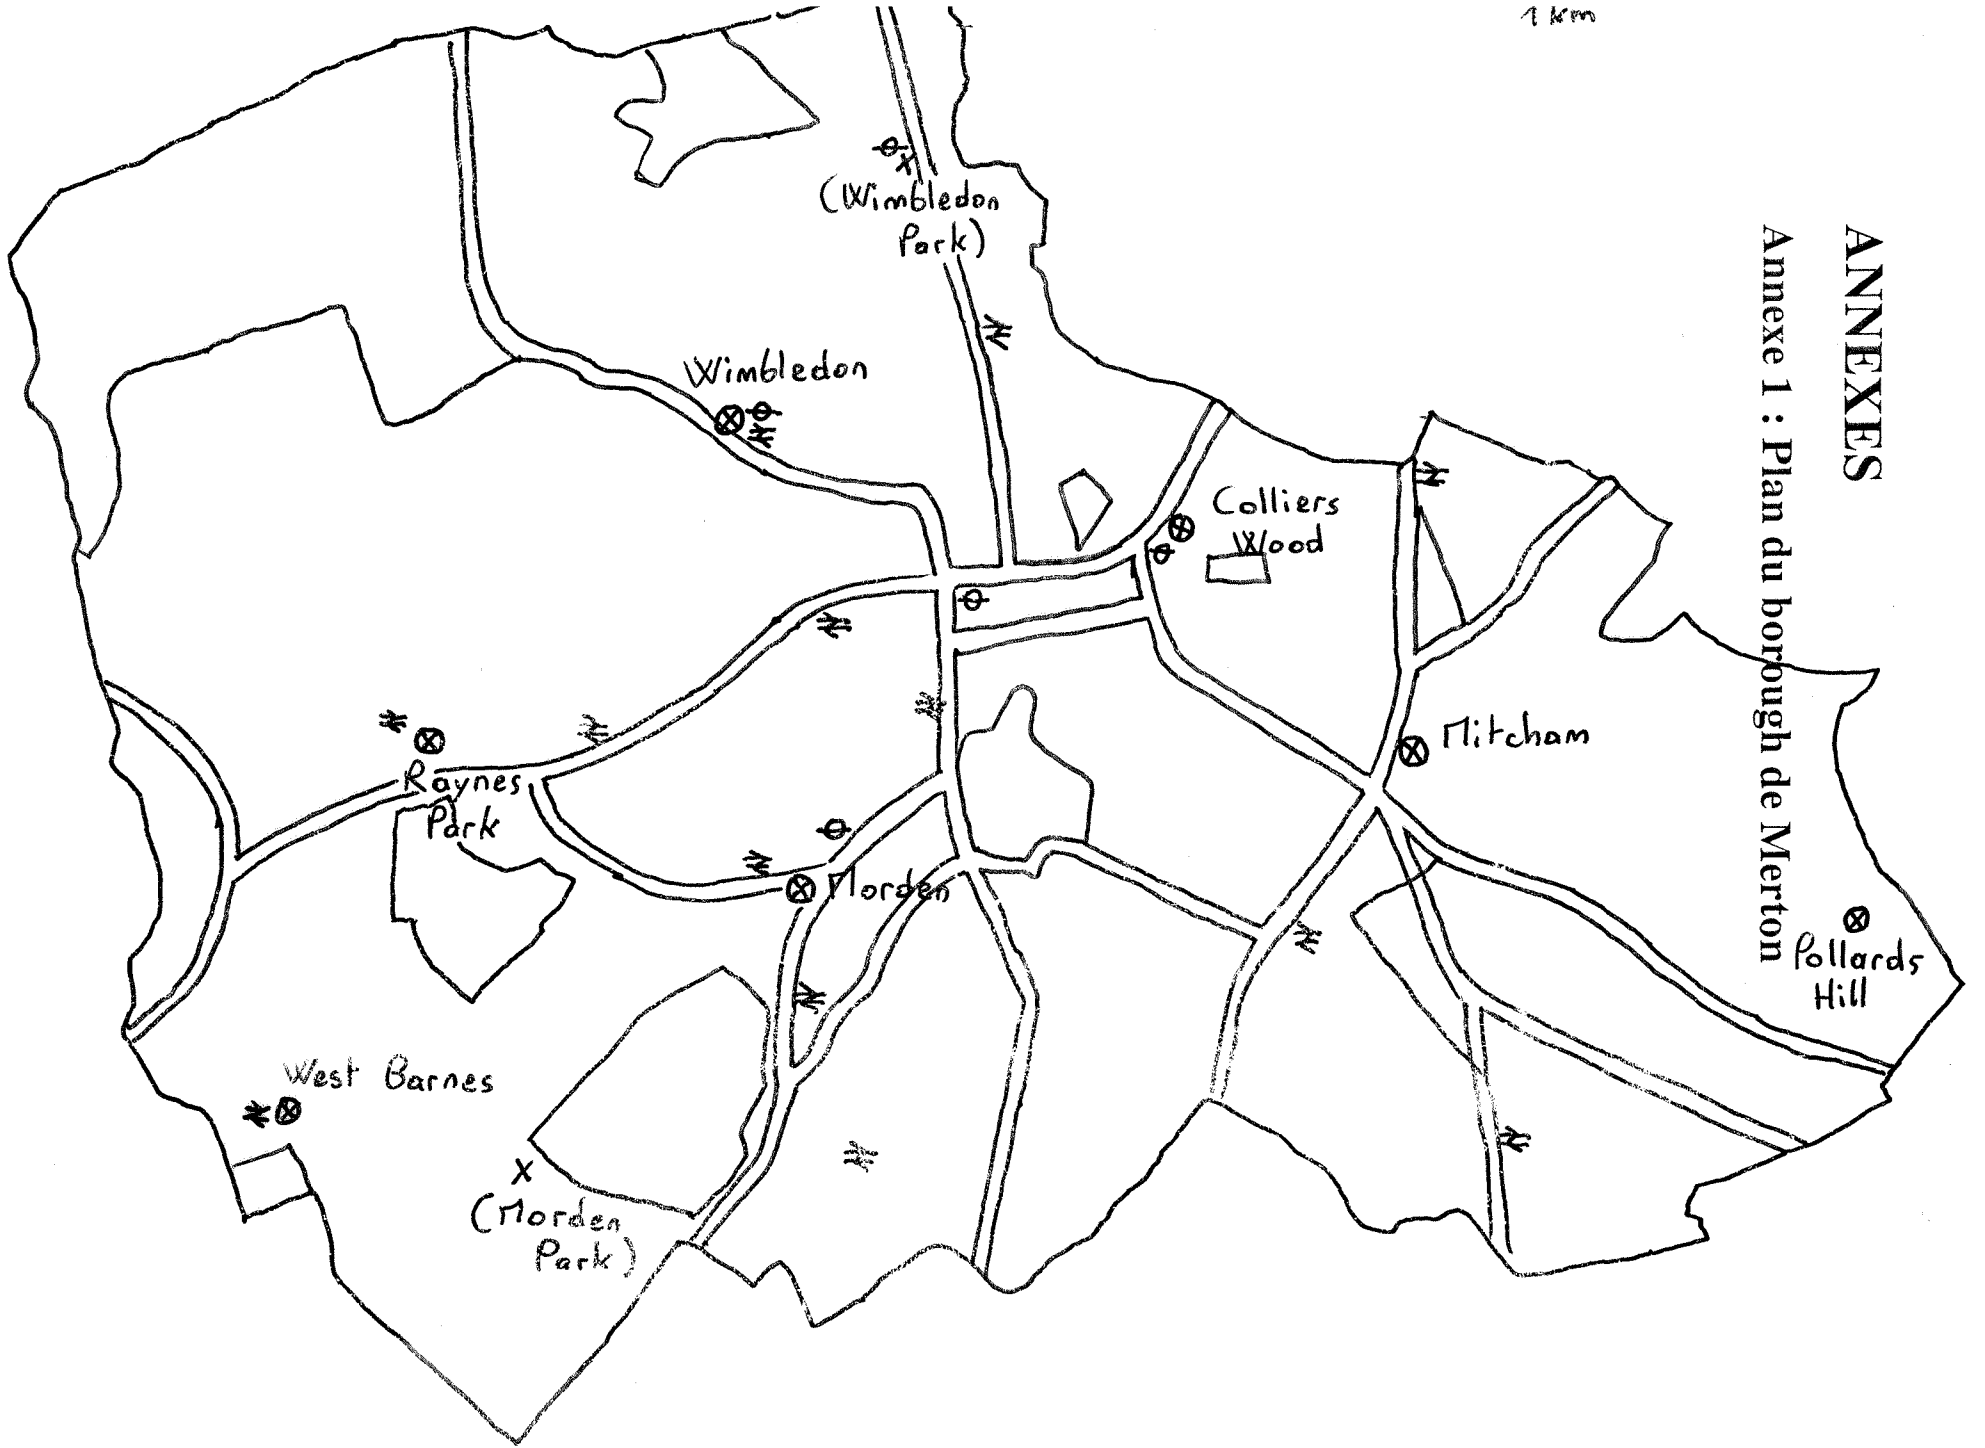 1 km
ANNEXES
Annexe 1 : Plan du borough de Merton
(Wimbledon
Park)
Wimbledon
Colliers
Wood
Mitcham
Raynes
Park
Morden
Pollards
Hill
West Barnes
(Morden
Park)